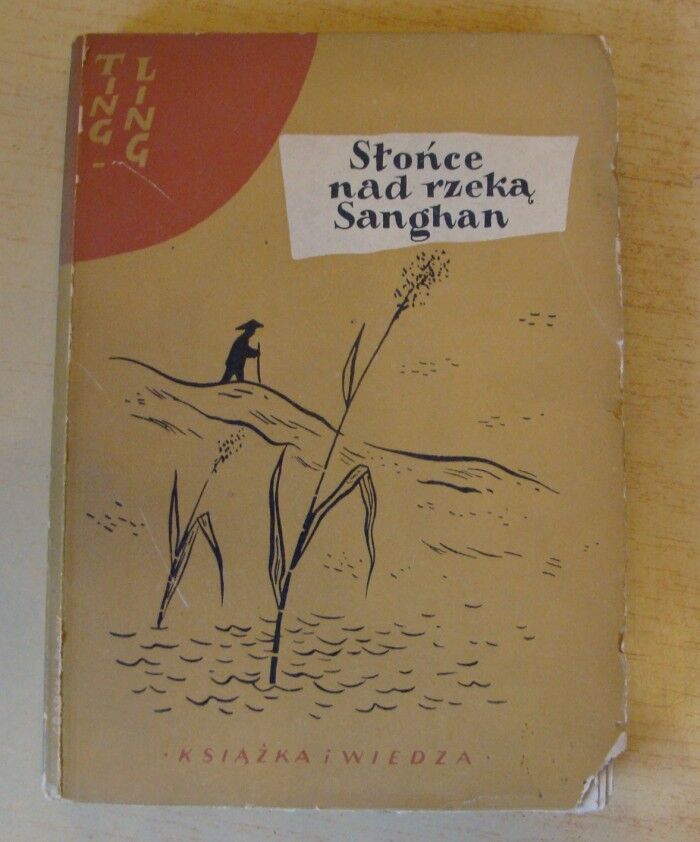 TING-
LING
Słońce
nad rzeką
Sanghan
· KSIĄŻKA i WIEDZA ·